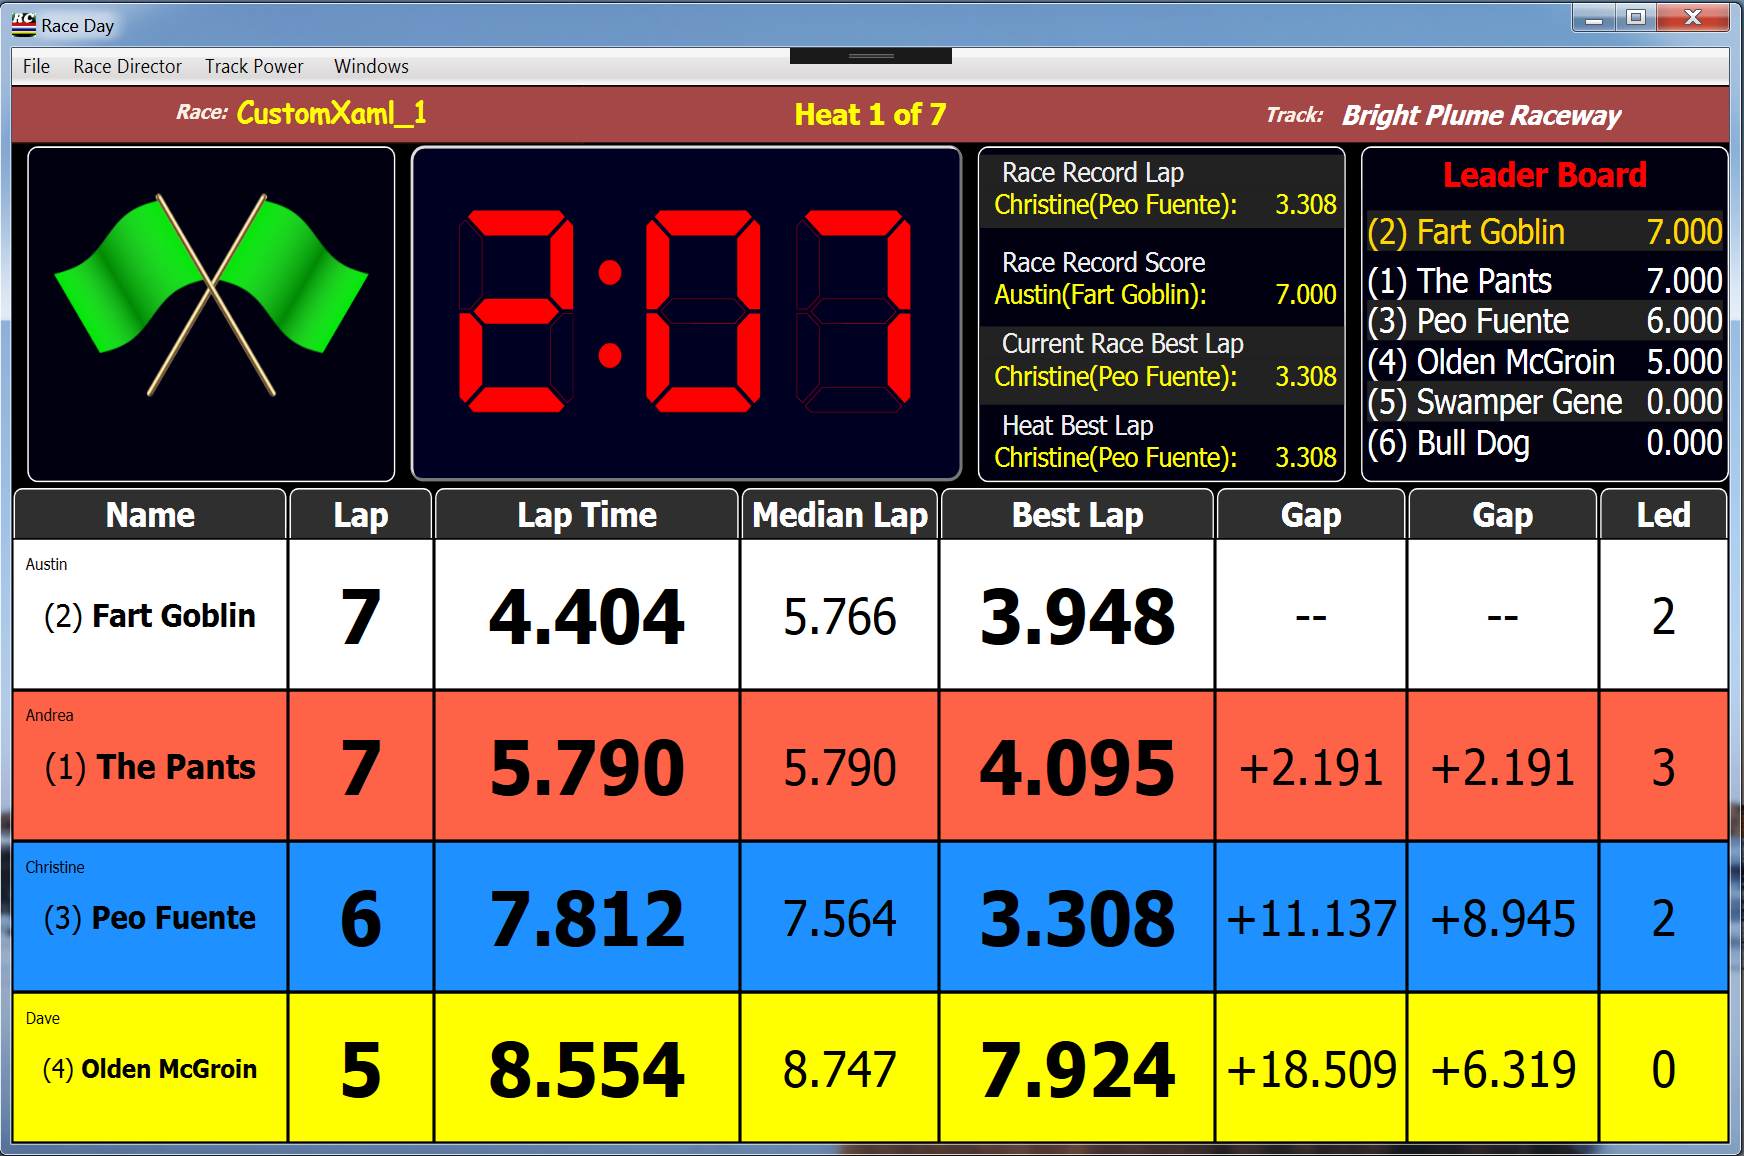 RC Race Day
File Race Director Track Power Windows
Race: CustomXaml_1 Heat 1 of 7 Track: Bright Plume Raceway
2:07
Race Record Lap
Christine(Peo Fuente): 3.308
Race Record Score
Austin(Fart Goblin): 7.000
Current Race Best Lap
Christine(Peo Fuente): 3.308
Heat Best Lap
Christine(Peo Fuente): 3.308
Leader Board
(2) Fart Goblin 7.000
(1) The Pants 7.000
(3) Peo Fuente 6.000
(4) Olden McGroin 5.000
(5) Swamper Gene 0.000
(6) Bull Dog 0.000
Name Lap Lap Time Median Lap Best Lap Gap Gap Led
Austin
(2) Fart Goblin 7 4.404 5.766 3.948 -- -- 2
Andrea
(1) The Pants 7 5.790 5.790 4.095 +2.191 +2.191 3
Christine
(3) Peo Fuente 6 7.812 7.564 3.308 +11.137 +8.945 2
Dave
(4) Olden McGroin 5 8.554 8.747 7.924 +18.509 +6.319 0